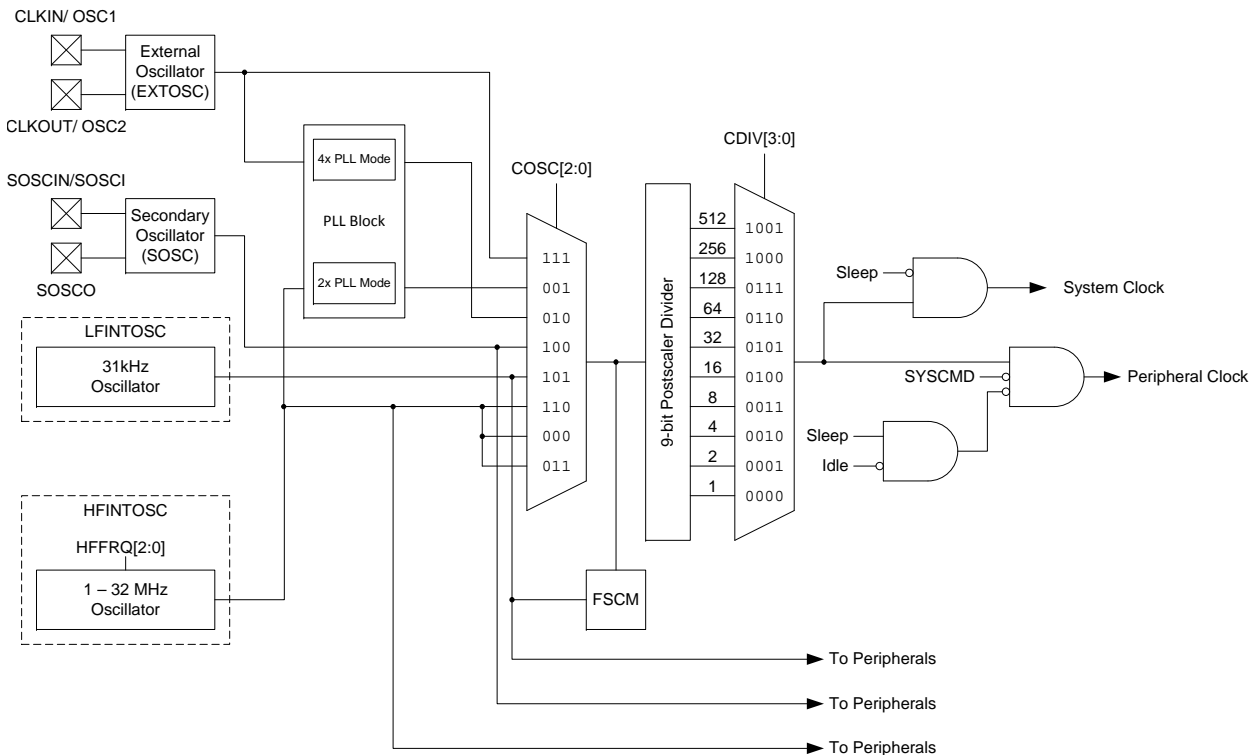 CLKIN/ OSC1
External
Oscillator
(EXTOSC)
CLKOUT/ OSC2
SOSCIN/SOSCI
Secondary
Oscillator
(SOSC)
SOSCO
LFINTOSC
31kHz
Oscillator
HFINTOSC
HFFRQ[2:0]
1 – 32 MHz
Oscillator
4x PLL Mode
PLL Block
2x PLL Mode
COSC[2:0]
111
001
010
100
101
110
000
011
FSCM
9-bit Postscaler Divider
512
256
128
64
32
16
8
4
2
1
CDIV[3:0]
1001
1000
0111
0110
0101
0100
0011
0010
0001
0000
Sleep
System Clock
SYSCMD
Peripheral Clock
Sleep
Idle
To Peripherals
To Peripherals
To Peripherals